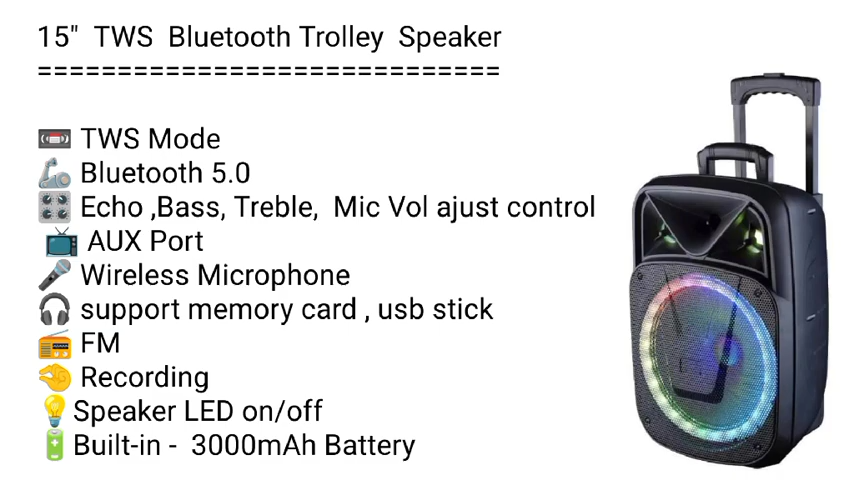 15" TWS Bluetooth Trolley Speaker
=============================
📼 TWS Mode
🦾 Bluetooth 5.0
🎛️ Echo ,Bass, Treble, Mic Vol ajust control
📺 AUX Port
🎤 Wireless Microphone
🎧 support memory card , usb stick
📻 FM
🤏 Recording
💡Speaker LED on/off
🔋Built-in - 3000mAh Battery